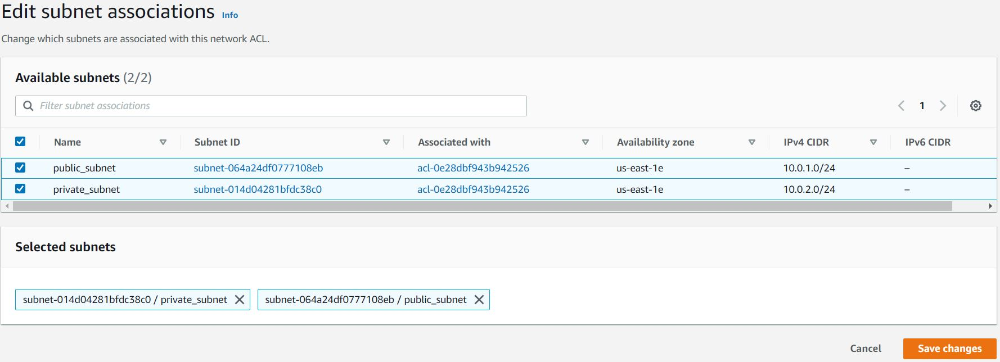 Edit subnet associations Info
Change which subnets are associated with this network ACL.
Available subnets (2/2)
Filter subnet associations
1
Name Subnet ID Associated with Availability zone IPv4 CIDR IPv6 CIDR
public_subnet subnet-064a24df0777108eb acl-0e28dbf943b942526 us-east-1e 10.0.1.0/24 –
private_subnet subnet-014d04281bfdc38c0 acl-0e28dbf943b942526 us-east-1e 10.0.2.0/24 –
Selected subnets
subnet-014d04281bfdc38c0 / private_subnet subnet-064a24df0777108eb / public_subnet
Cancel Save changes